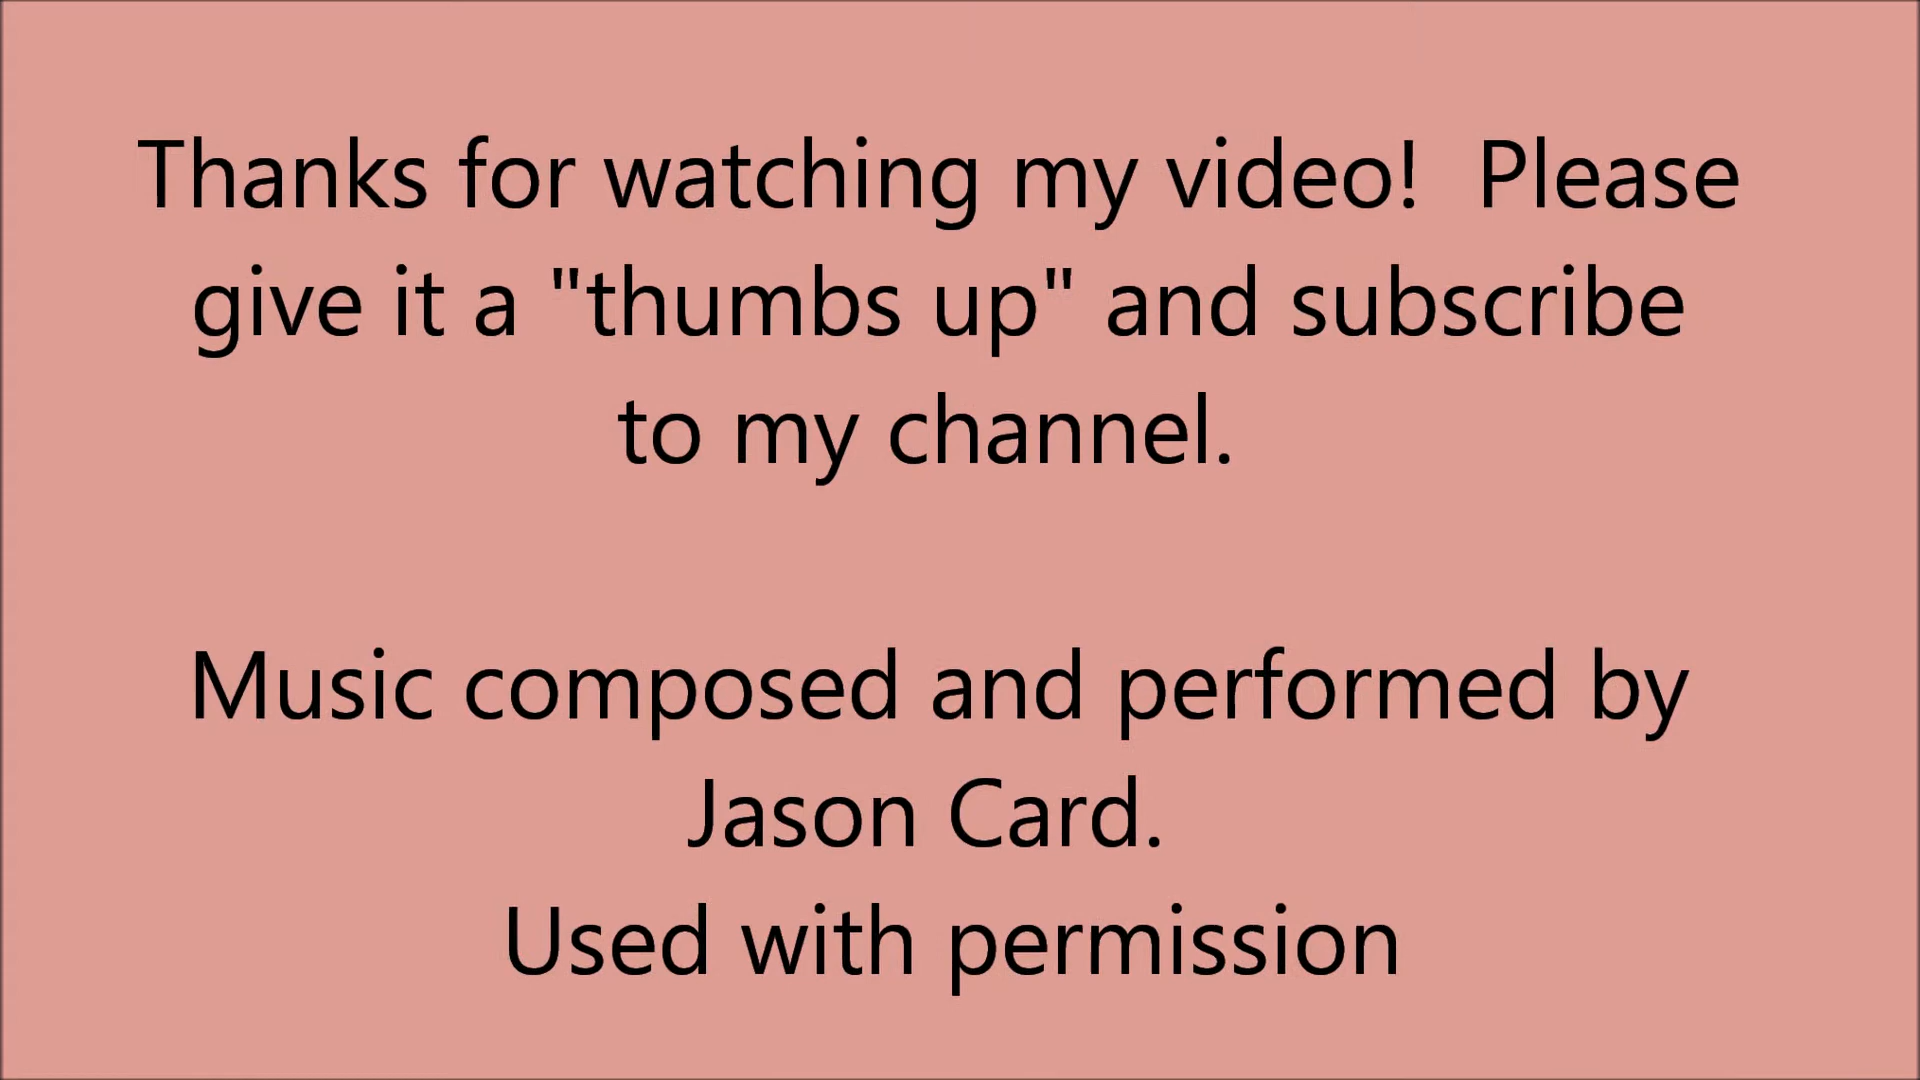 Thanks for watching my video!  Please
give it a "thumbs up" and subscribe
to my channel.
Music composed and performed by
Jason Card.
Used with permission